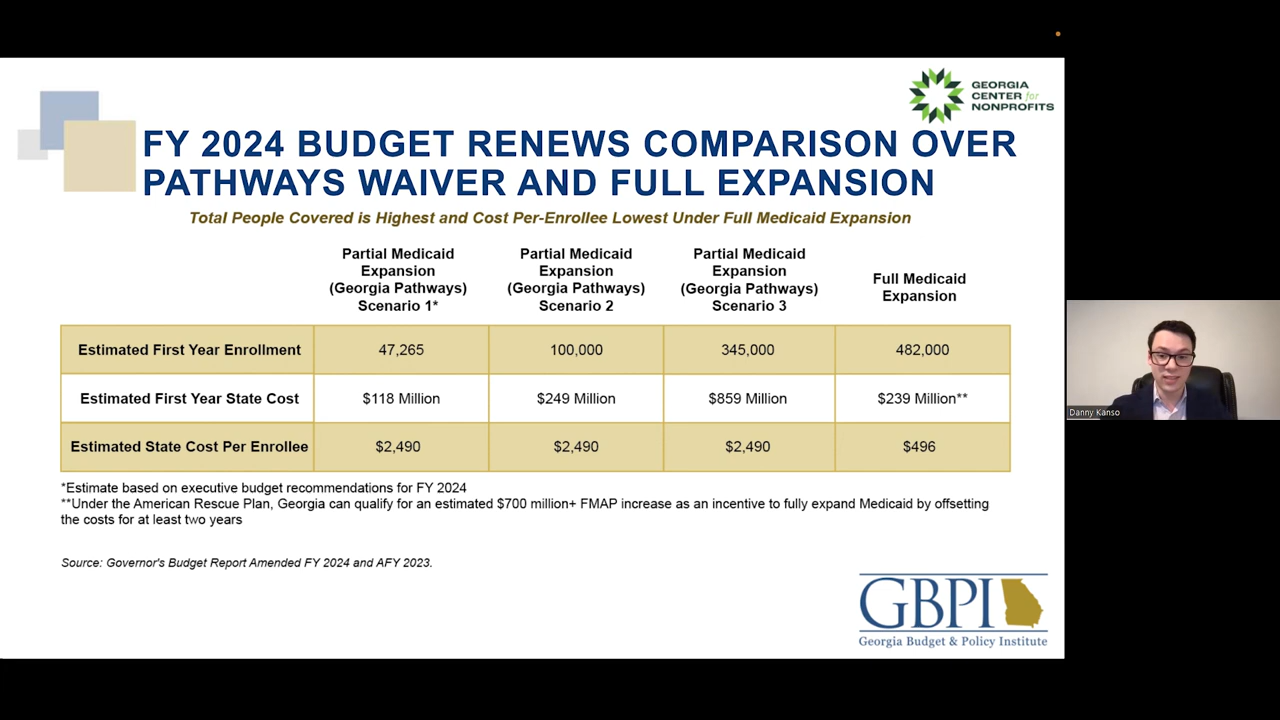 GEORGIA
CENTER for
NONPROFITS
FY 2024 BUDGET RENEWS COMPARISON OVER
PATHWAYS WAIVER AND FULL EXPANSION
Total People Covered is Highest and Cost Per-Enrollee Lowest Under Full Medicaid Expansion
Partial Medicaid
Expansion
(Georgia Pathways)
Scenario 1*
Partial Medicaid
Expansion
(Georgia Pathways)
Scenario 2
Partial Medicaid
Expansion
(Georgia Pathways)
Scenario 3
Full Medicaid
Expansion
Estimated First Year Enrollment 47,265 100,000 345,000 482,000
Estimated First Year State Cost $118 Million $249 Million $859 Million $239 Million**
Estimated State Cost Per Enrollee $2,490 $2,490 $2,490 $496
*Estimate based on executive budget recommendations for FY 2024
**Under the American Rescue Plan, Georgia can qualify for an estimated $700 million+ FMAP increase as an incentive to fully expand Medicaid by offsetting
the costs for at least two years
Source: Governor's Budget Report Amended FY 2024 and AFY 2023.
GBPI
Georgia Budget & Policy Institute
Danny Kanso